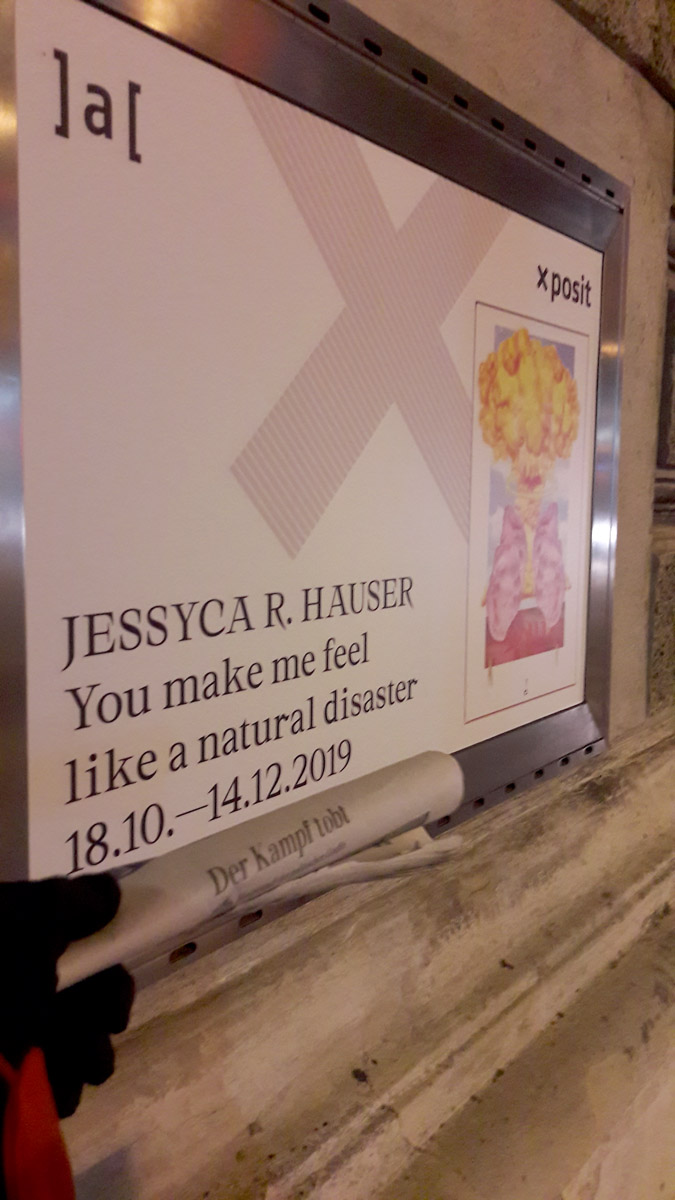 ]a[
xposit
JESSYCA R. HAUSER
You make me feel
like a natural disaster
18.10.—14.12.2019
Der Kampf tobt